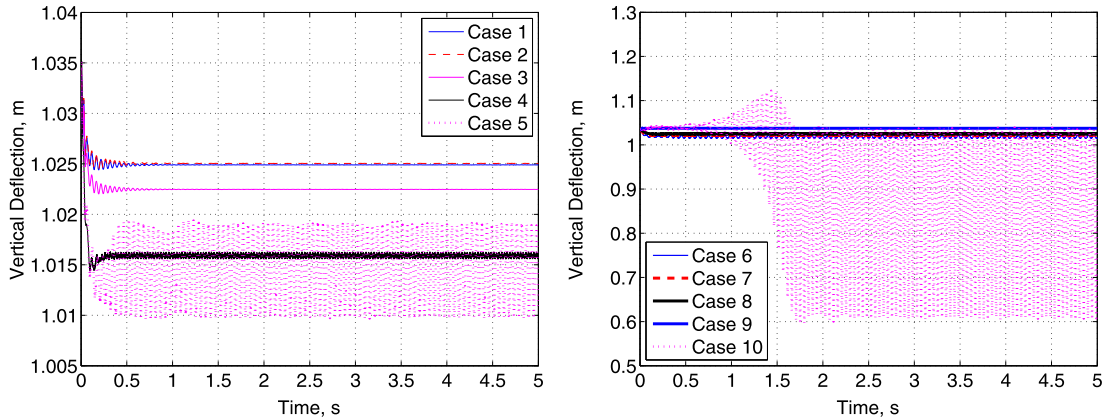 1.04
1.035
1.03
1.025
1.02
1.015
1.01
1.005
Vertical Deflection, m
Case 1
Case 2
Case 3
Case 4
Case 5
0 0.5 1 1.5 2 2.5 3 3.5 4 4.5 5
Time, s
1.3
1.2
1.1
1
0.9
0.8
0.7
0.6
0.5
Vertical Deflection, m
Case 6
Case 7
Case 8
Case 9
Case 10
0 0.5 1 1.5 2 2.5 3 3.5 4 4.5 5
Time, s